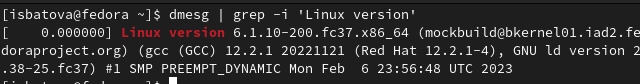 [isbatova@fedora ~]$ dmesg | grep -i 'Linux version'
[    0.000000] Linux version 6.1.10-200.fc37.x86_64 (mockbuild@bkernel01.iad2.fe
doraproject.org) (gcc (GCC) 12.2.1 20221121 (Red Hat 12.2.1-4), GNU ld version 2
.38-25.fc37) #1 SMP PREEMPT_DYNAMIC Mon Feb  6 23:56:48 UTC 2023